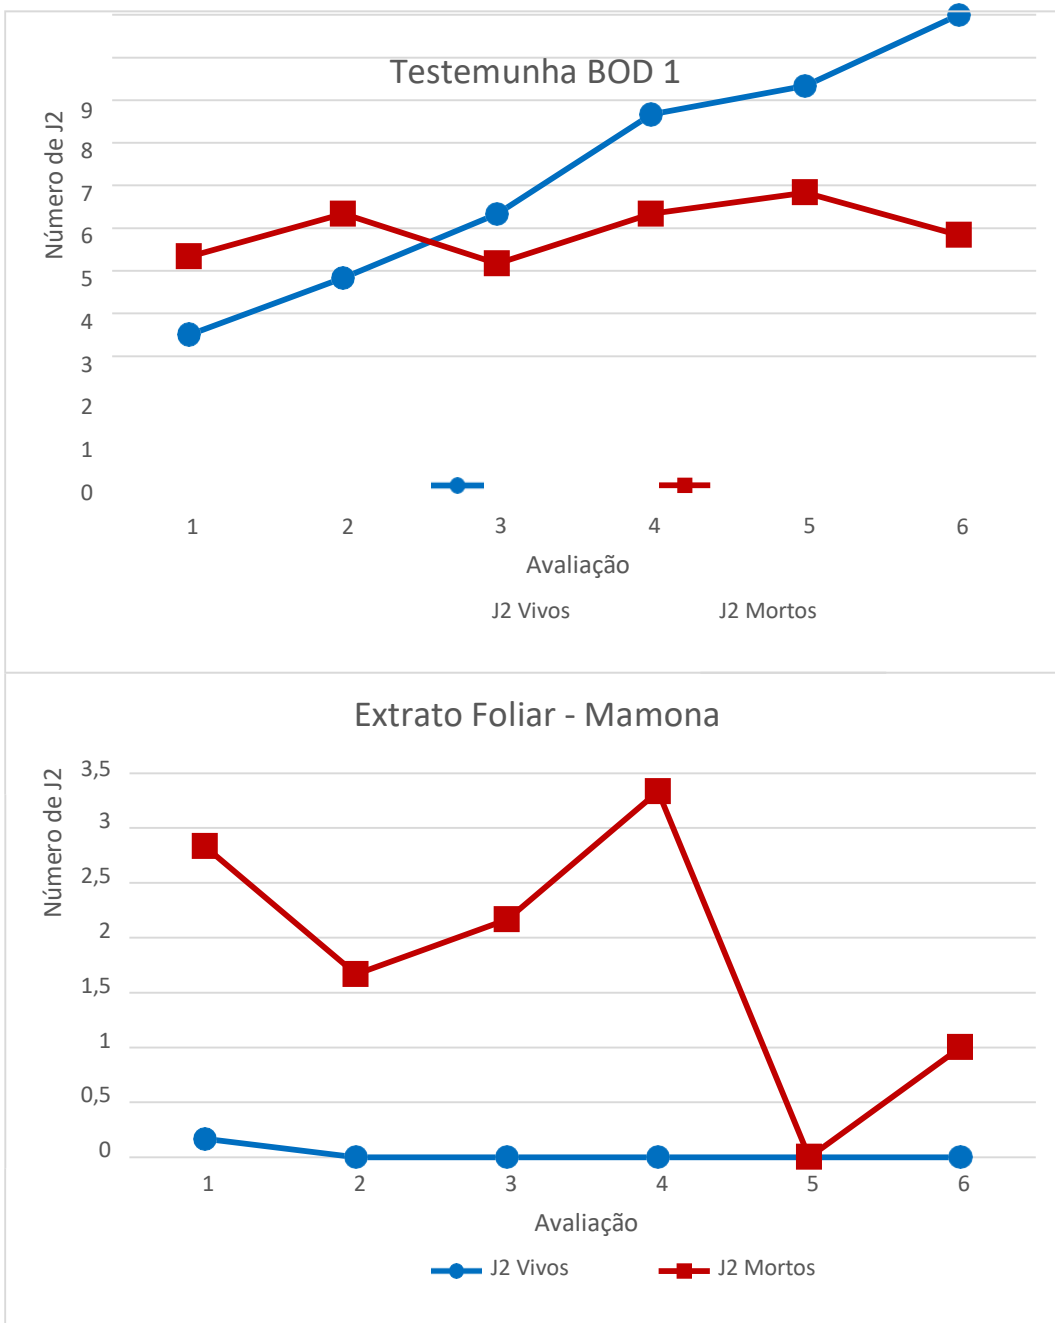 Testemunha BOD 1
Número de J2
9
8
7
6
5
4
3
2
1
0
1 2 3 4 5 6
Avaliação
J2 Vivos J2 Mortos
Extrato Foliar - Mamona
Número de J2
3,5
3
2,5
2
1,5
1
0,5
0
1 2 3 4 5 6
Avaliação
J2 Vivos J2 Mortos